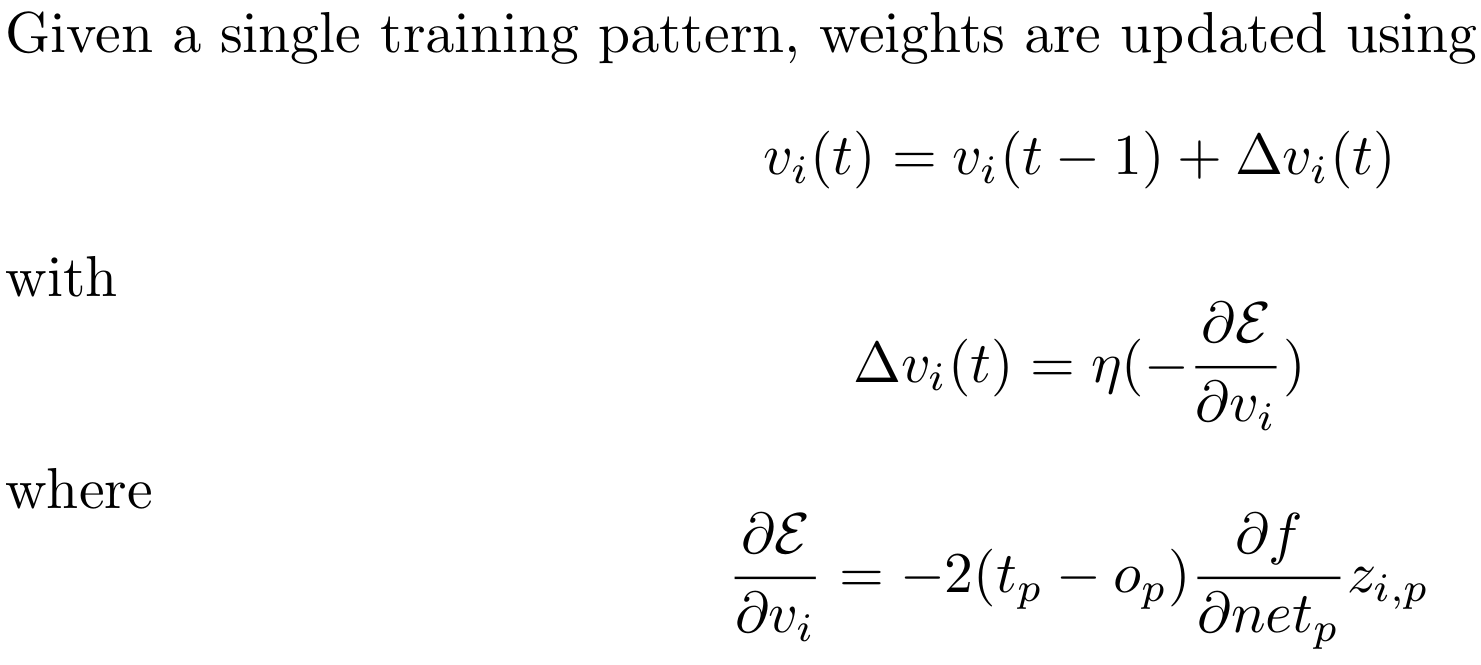 Given a single training pattern, weights are updated using
$v_i(t) = v_i(t-1) + \Delta v_i(t)$
with
$\Delta v_i(t) = \eta(-\frac{\partial \mathcal{E}}{\partial v_i})$
where
$\frac{\partial \mathcal{E}}{\partial v_i} = -2(t_p - o_p)\frac{\partial f}{\partial net_p} z_{i,p}$